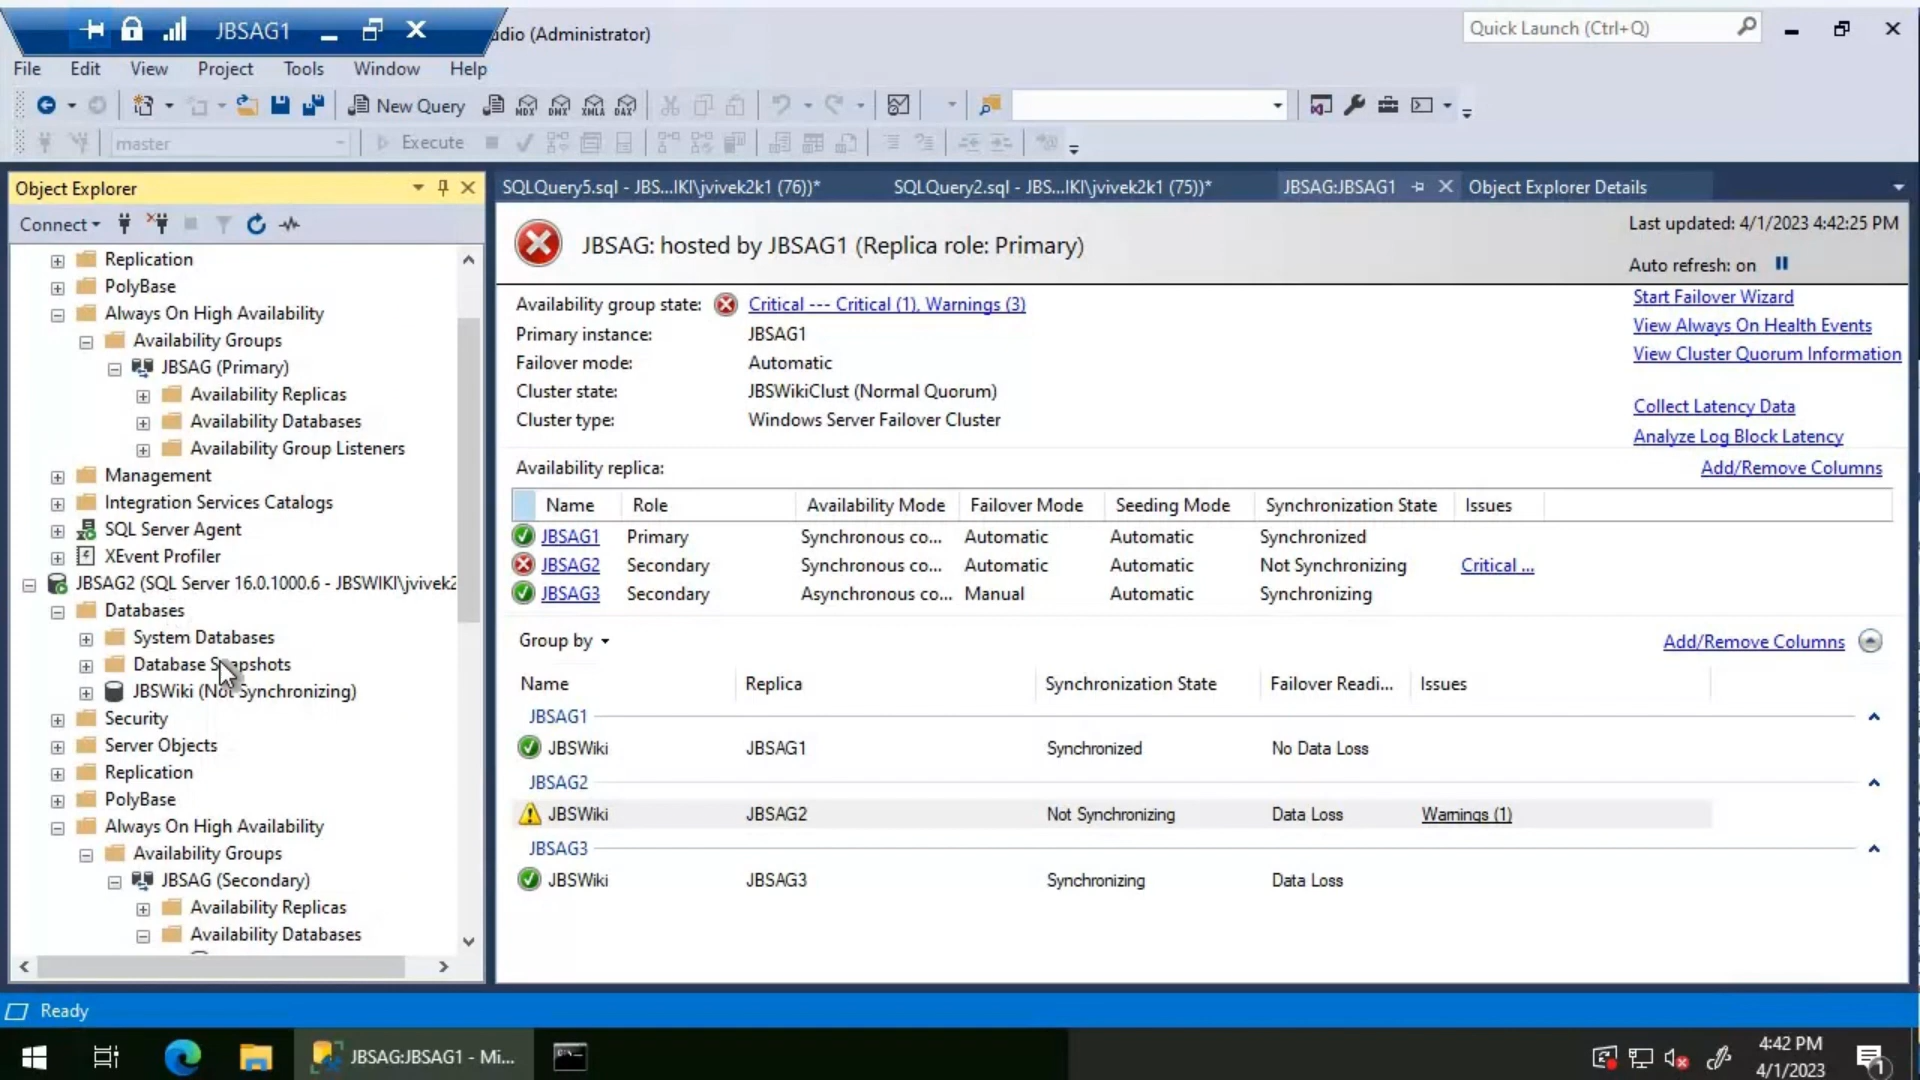 JBSAG1
dio (Administrator)
Quick Launch (Ctrl+Q)
File Edit View Project Tools Window Help
New Query
MDX DMX XMLA DAX
master
Execute
Object Explorer
SQLQuery5.sql - JBS...IKI\jvivek2k1 (76))*
SQLQuery2.sql - JBS...IKI\jvivek2k1 (75))*
JBSAG:JBSAG1
Object Explorer Details
Connect
Replication
PolyBase
Always On High Availability
Availability Groups
JBSAG (Primary)
Availability Replicas
Availability Databases
Availability Group Listeners
Management
Integration Services Catalogs
SQL Server Agent
XEvent Profiler
JBSAG2 (SQL Server 16.0.1000.6 - JBSWIKI\jvivek2
Databases
System Databases
Database Snapshots
JBSWiki (Not Synchronizing)
Security
Server Objects
Replication
PolyBase
Always On High Availability
Availability Groups
JBSAG (Secondary)
Availability Replicas
Availability Databases
JBSAG: hosted by JBSAG1 (Replica role: Primary)
Last updated: 4/1/2023 4:42:25 PM
Auto refresh: on
Availability group state: Critical --- Critical (1), Warnings (3)
Primary instance: JBSAG1
Failover mode: Automatic
Cluster state: JBSWikiClust (Normal Quorum)
Cluster type: Windows Server Failover Cluster
Start Failover Wizard
View Always On Health Events
View Cluster Quorum Information
Collect Latency Data
Analyze Log Block Latency
Availability replica:
Add/Remove Columns
Name Role Availability Mode Failover Mode Seeding Mode Synchronization State Issues
JBSAG1 Primary Synchronous co... Automatic Automatic Synchronized
JBSAG2 Secondary Synchronous co... Automatic Automatic Not Synchronizing Critical ...
JBSAG3 Secondary Asynchronous co... Manual Automatic Synchronizing
Group by
Add/Remove Columns
Name Replica Synchronization State Failover Readi... Issues
JBSAG1
JBSWiki JBSAG1 Synchronized No Data Loss
JBSAG2
JBSWiki JBSAG2 Not Synchronizing Data Loss Warnings (1)
JBSAG3
JBSWiki JBSAG3 Synchronizing Data Loss
Ready
JBSAG:JBSAG1 - Mi...
4:42 PM
4/1/2023
1